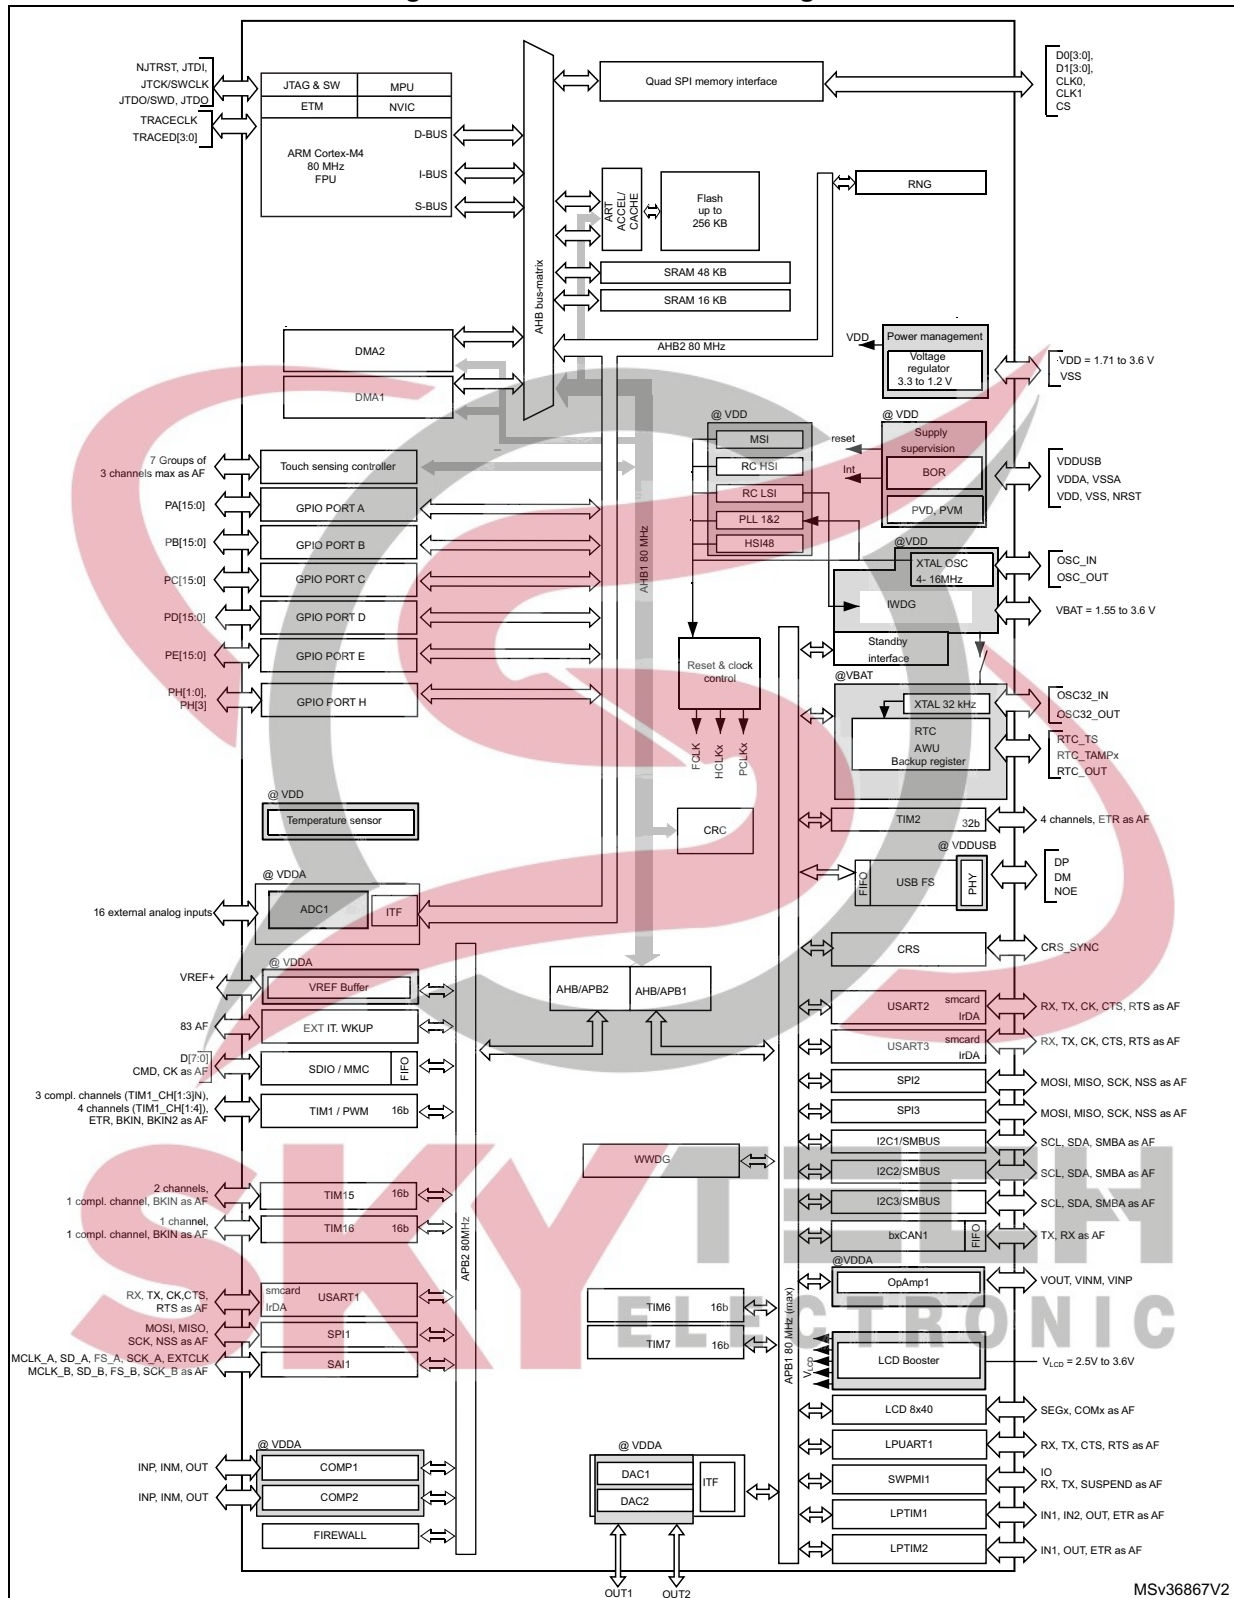 NJTRST, JTDI,
JTCK/SWCLK
JTDO/SWD, JTDO
TRACECLK
TRACED[3:0]
JTAG & SW
MPU
ETM
NVIC
ARM Cortex-M4
80 MHz
FPU
D-BUS
I-BUS
S-BUS
AHB bus-matrix
Quad SPI memory interface
D0[3:0],
D1[3:0],
CLK0,
CLK1
CS
ART
ACCEL/
CACHE
Flash
up to
256 KB
RNG
SRAM 48 KB
SRAM 16 KB
AHB2 80 MHz
DMA2
DMA1
VDD
Power management
Voltage
regulator
3.3 to 1.2 V
VDD = 1.71 to 3.6 V
VSS
@ VDD
MSI
RC HSI
RC LSI
PLL 1&2
HSI48
reset
Int
@ VDD
Supply
supervision
BOR
PVD, PVM
VDDUSB
VDDA, VSSA
VDD, VSS, NRST
7 Groups of
3 channels max as AF
Touch sensing controller
PA[15:0]
GPIO PORT A
PB[15:0]
GPIO PORT B
PC[15:0]
GPIO PORT C
PD[15:0]
GPIO PORT D
PE[15:0]
GPIO PORT E
PH[1:0],
PH[3]
GPIO PORT H
AHB1 80 MHz
@VDD
XTAL OSC
4- 16MHz
IWDG
OSC_IN
OSC_OUT
VBAT = 1.55 to 3.6 V
Standby
interface
Reset & clock
control
FCLK
HCLKx
PCLKx
@VBAT
XTAL 32 kHz
RTC
AWU
Backup register
OSC32_IN
OSC32_OUT
RTC_TS
RTC_TAMPx
RTC_OUT
@ VDD
Temperature sensor
CRC
TIM2
32b
4 channels, ETR as AF
@ VDDUSB
FIFO
USB FS
PHY
DP
DM
NOE
@ VDDA
16 external analog inputs
ADC1
ITF
CRS
CRS_SYNC
@ VDDA
VREF+
VREF Buffer
AHB/APB2
AHB/APB1
83 AF
EXT IT. WKUP
USART2
smcard
IrDA
RX, TX, CK, CTS, RTS as AF
D[7:0]
CMD, CK as AF
SDIO / MMC
FIFO
USART3
smcard
IrDA
RX, TX, CK, CTS, RTS as AF
3 compl. channels (TIM1_CH[1:3]N),
4 channels (TIM1_CH[1:4]),
ETR, BKIN, BKIN2 as AF
TIM1 / PWM
16b
SPI2
MOSI, MISO, SCK, NSS as AF
SPI3
MOSI, MISO, SCK, NSS as AF
WWDG
I2C1/SMBUS
SCL, SDA, SMBA as AF
I2C2/SMBUS
SCL, SDA, SMBA as AF
I2C3/SMBUS
SCL, SDA, SMBA as AF
2 channels,
1 compl. channel, BKIN as AF
TIM15
16b
1 channel,
1 compl. channel, BKIN as AF
TIM16
16b
APB2 80MHz
bxCAN1
FIFO
TX, RX as AF
@VDDA
OpAmp1
VOUT, VINM, VINP
RX, TX, CK,CTS,
RTS as AF
smcard
IrDA
USART1
MOSI, MISO,
SCK, NSS as AF
SPI1
MCLK_A, SD_A, FS_A, SCK_A, EXTCLK
MCLK_B, SD_B, FS_B, SCK_B as AF
SAI1
TIM6
16b
TIM7
16b
APB1 80 MHz (max)
VLCD
LCD Booster
VLCD = 2.5V to 3.6V
LCD 8x40
SEGx, COMx as AF
LPUART1
RX, TX, CTS, RTS as AF
SWPMI1
IO
RX, TX, SUSPEND as AF
LPTIM1
IN1, IN2, OUT, ETR as AF
LPTIM2
IN1, OUT, ETR as AF
@ VDDA
INP, INM, OUT
COMP1
INP, INM, OUT
COMP2
FIREWALL
@ VDDA
DAC1
DAC2
ITF
OUT1
OUT2
MSv36867V2
SKYTECH
ELECTRONIC